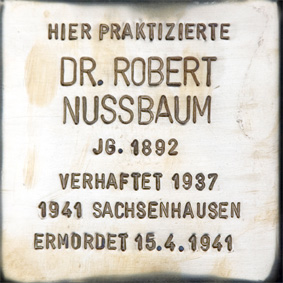 HIER PRAKTIZIERTE
DR. ROBERT
NUSSBAUM
JG. 1892
VERHAFTET 1937
1941 SACHSENHAUSEN
ERMORDET 15.4.1941